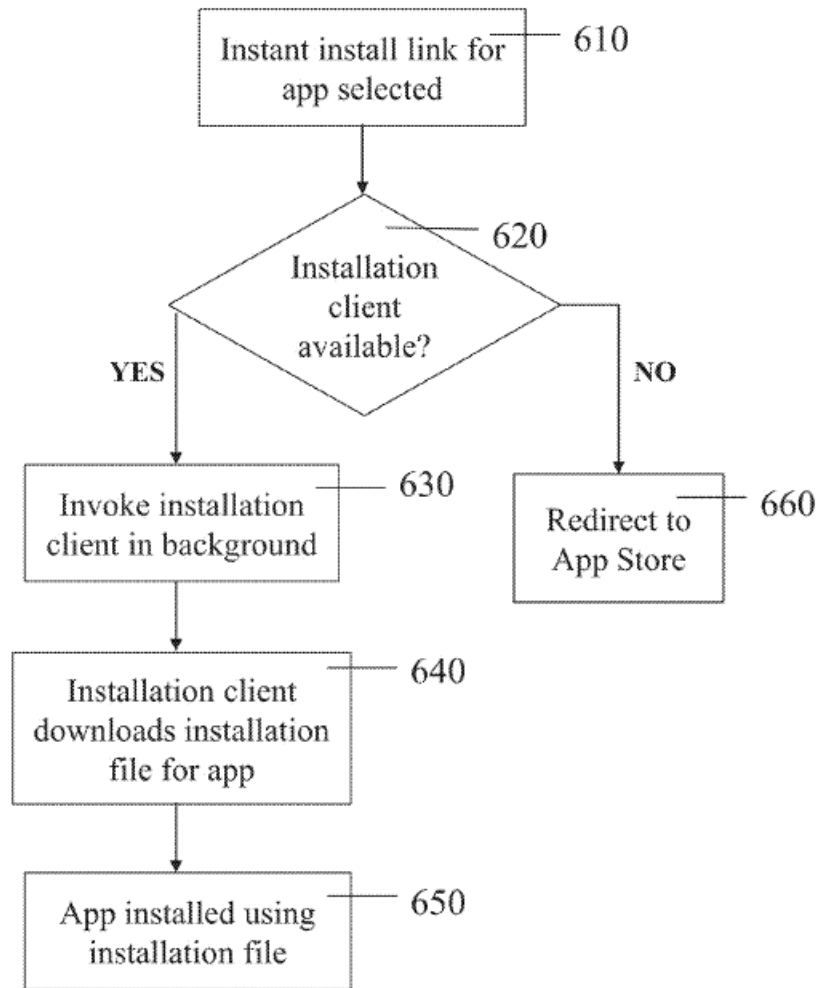 610
Instant install link for
app selected
620
Installation
client
available?
YES
NO
630
Invoke installation
client in background
660
Redirect to
App Store
640
Installation client
downloads installation
file for app
650
App installed using
installation file